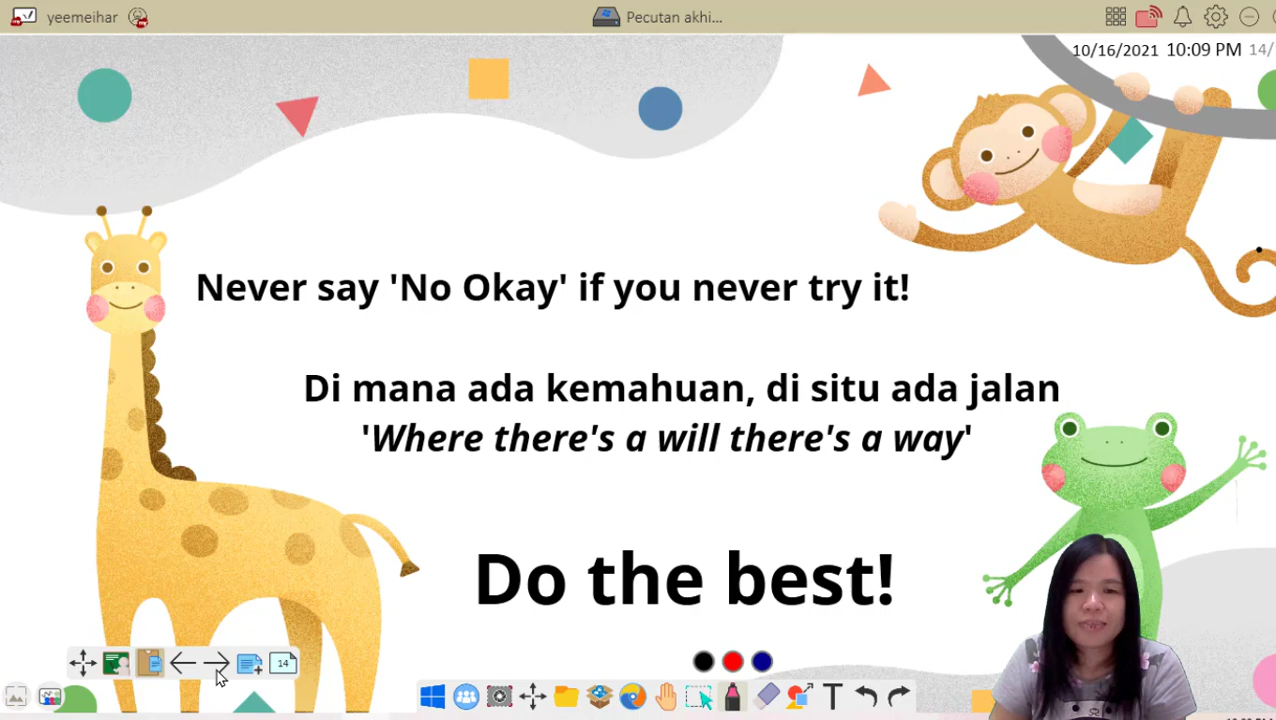 yeemeihar
Pecutan akhi...
10/16/2021 10:09 PM 14/
Never say 'No Okay' if you never try it!
Di mana ada kemahuan, di situ ada jalan
'Where there's a will there's a way'
Do the best!
14
T